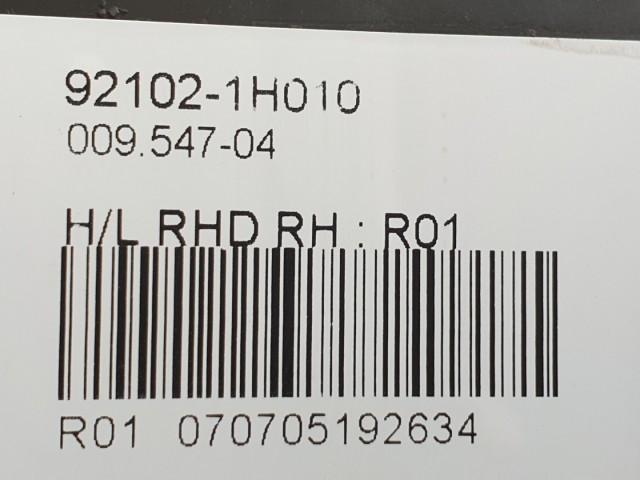 92102-1H010
009.547-04
H/L RHD RH : R01
R01 070705192634